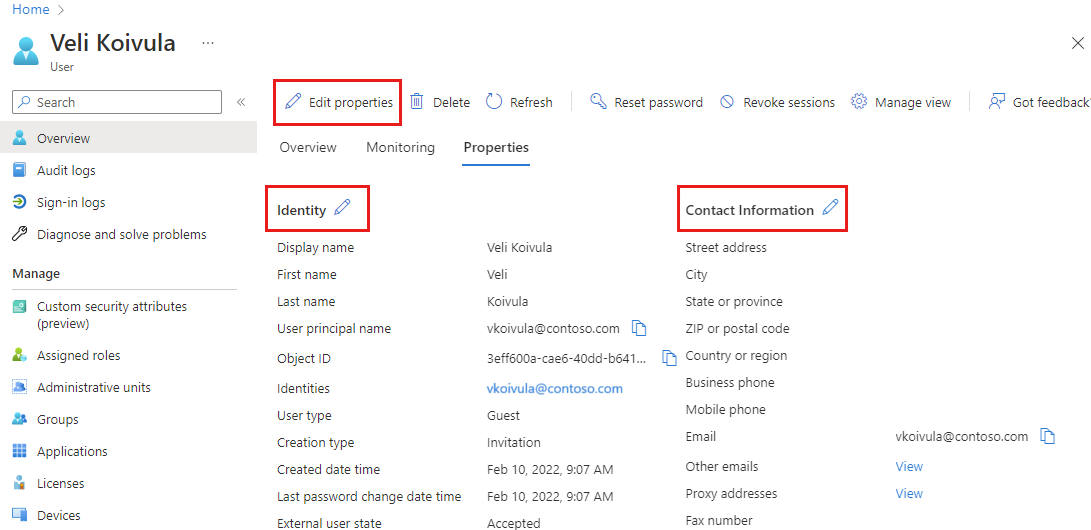 Home
Veli Koivula ...
User
Search
Overview
Audit logs
Sign-in logs
Diagnose and solve problems
Manage
Custom security attributes
(preview)
Assigned roles
Administrative units
Groups
Applications
Licenses
Devices
Edit properties Delete Refresh Reset password Revoke sessions Manage view Got feedback
Overview Monitoring Properties
Identity
Display name Veli Koivula
First name Veli
Last name Koivula
User principal name vkoivula@contoso.com
Object ID 3eff600a-cae6-40dd-b641...
Identities vkoivula@contoso.com
User type Guest
Creation type Invitation
Created date time Feb 10, 2022, 9:07 AM
Last password change date time Feb 10, 2022, 9:07 AM
External user state Accepted
Contact Information
Street address
City
State or province
ZIP or postal code
Country or region
Business phone
Mobile phone
Email vkoivula@contoso.com
Other emails View
Proxy addresses View
Fax number